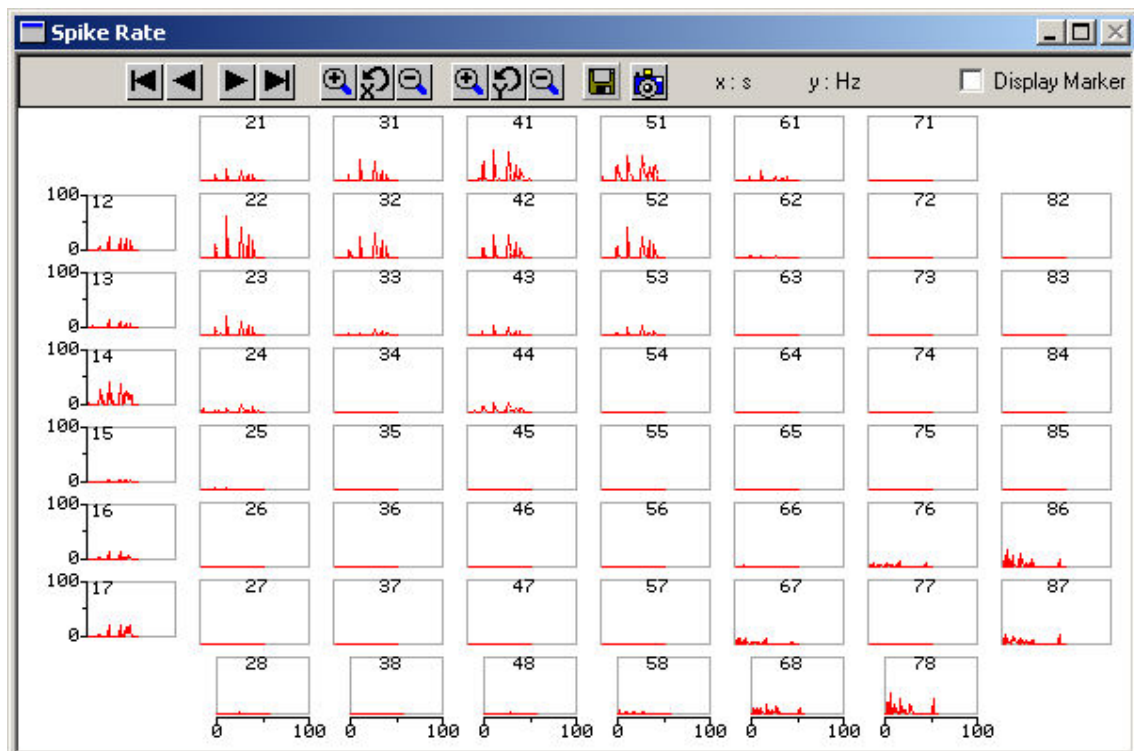 Spike Rate
x : s y : Hz Display Marker
21 31 41 51 61 71
100 12 22 32 42 52 62 72 82
0
100 13 23 33 43 53 63 73 83
0
100 14 24 34 44 54 64 74 84
0
100 15 25 35 45 55 65 75 85
0
100 16 26 36 46 56 66 76 86
0
100 17 27 37 47 57 67 77 87
0
28 38 48 58 68 78
0 100 0 100 0 100 0 100 0 100 0 100